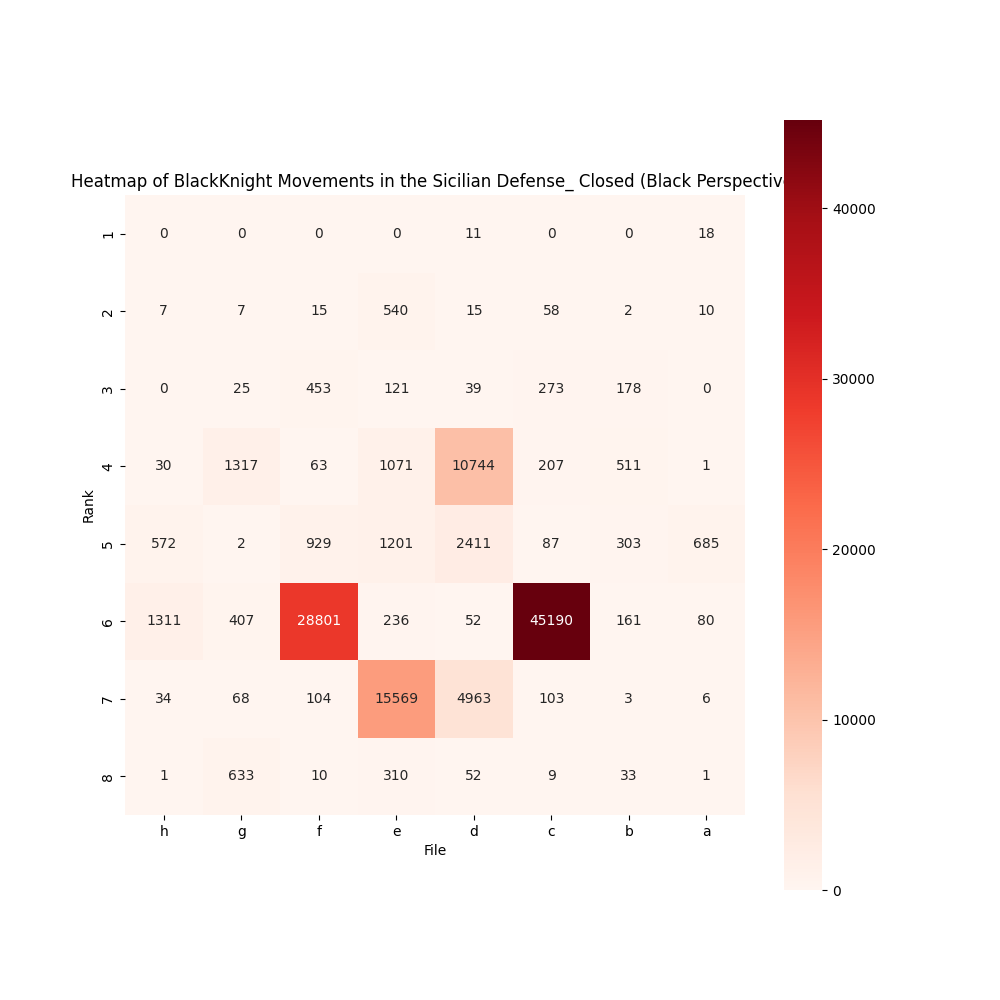 Heatmap of BlackKnight Movements in the Sicilian Defense_ Closed (Black Perspectiv
40000
30000
20000
10000
0
Rank
1 0 0 0 0 11 0 0 18
2 7 7 15 540 15 58 2 10
3 0 25 453 121 39 273 178 0
4 30 1317 63 1071 10744 207 511 1
5 572 2 929 1201 2411 87 303 685
6 1311 407 28801 236 52 45190 161 80
7 34 68 104 15569 4963 103 3 6
8 1 633 10 310 52 9 33 1
h g f e d c b a
File